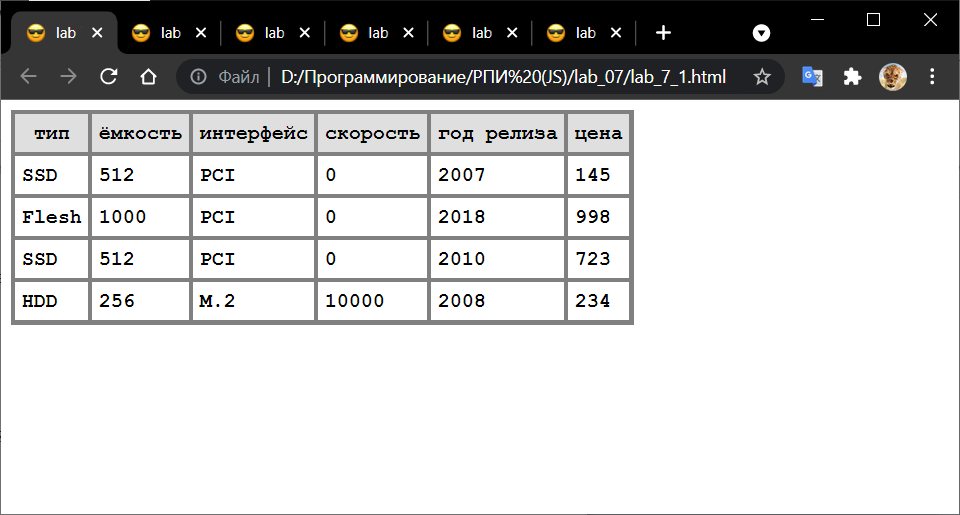 lab lab lab lab lab lab
Файл D:/Программирование/РПИ%20(JS)/lab_07/lab_7_1.html
тип ёмкость интерфейс скорость год релиза цена
SSD 512 PCI 0 2007 145
Flesh 1000 PCI 0 2018 998
SSD 512 PCI 0 2010 723
HDD 256 M.2 10000 2008 234